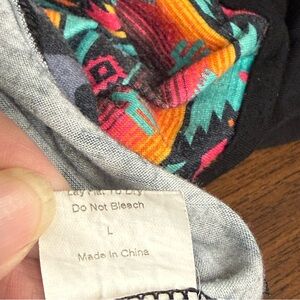 Lay Flat To Dry
Do Not Bleach
L
Made In China